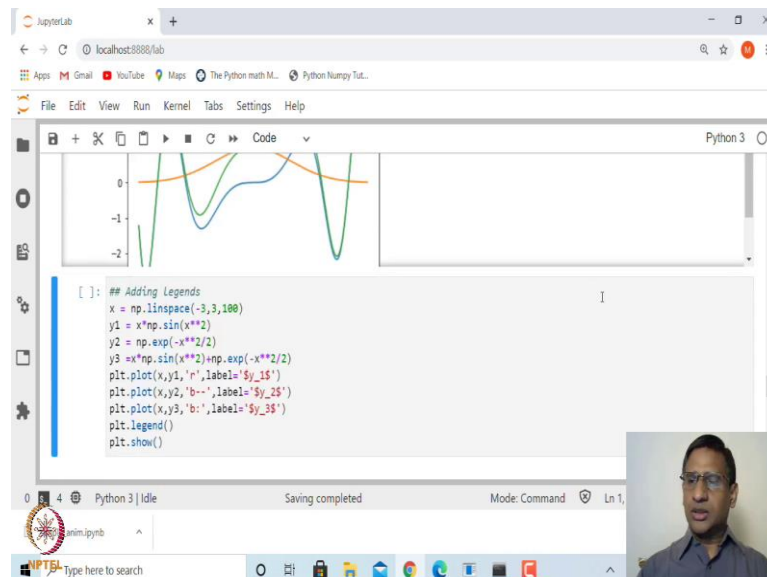 JupyterLab
localhost:8888/lab
M
Apps Gmail YouTube Maps The Python math M... Python Numpy Tut...
File Edit View Run Kernel Tabs Settings Help
Code Python 3
0
-1
-2
[ ]: ## Adding Legends
x = np.linspace(-3,3,100)
y1 = x*np.sin(x**2)
y2 = np.exp(-x**2/2)
y3 =x*np.sin(x**2)+np.exp(-x**2/2)
plt.plot(x,y1,'r',label='$y_1$')
plt.plot(x,y2,'b--',label='$y_2$')
plt.plot(x,y3,'b:',label='$y_3$')
plt.legend()
plt.show()
0 4 Python 3 | Idle Saving completed Mode: Command Ln 1,
anim.ipynb
NPTEL Type here to search